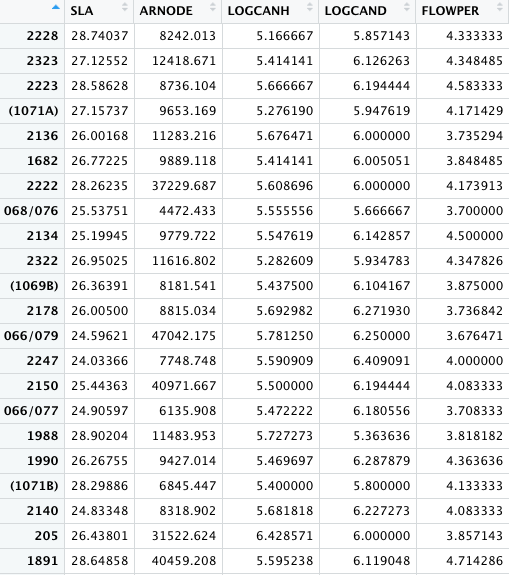 SLA ARNODE LOGCANH LOGCAND FLOWPER
2228 28.74037 8242.013 5.166667 5.857143 4.333333
2323 27.12552 12418.671 5.414141 6.126263 4.348485
2223 28.58628 8736.104 5.666667 6.194444 4.583333
(1071A) 27.15737 9653.169 5.276190 5.947619 4.171429
2136 26.00168 11283.216 5.676471 6.000000 3.735294
1682 26.77225 9889.118 5.414141 6.005051 3.848485
2222 28.26235 37229.687 5.608696 6.000000 4.173913
068/076 25.53751 4472.433 5.555556 5.666667 3.700000
2134 25.19945 9779.722 5.547619 6.142857 4.500000
2322 26.95025 11616.802 5.282609 5.934783 4.347826
(1069B) 26.36391 8181.541 5.437500 6.104167 3.875000
2178 26.00500 8815.034 5.692982 6.271930 3.736842
066/079 24.59621 47042.175 5.781250 6.250000 3.676471
2247 24.03366 7748.748 5.590909 6.409091 4.000000
2150 25.44363 40971.667 5.500000 6.194444 4.083333
066/077 24.90597 6135.908 5.472222 6.180556 3.708333
1988 28.90204 11483.953 5.727273 5.363636 3.818182
1990 26.26755 9427.014 5.469697 6.287879 4.363636
(1071B) 28.29886 6845.447 5.400000 5.800000 4.133333
2140 24.83348 8318.902 5.681818 6.227273 4.083333
205 26.43801 31522.624 6.428571 6.000000 3.857143
1891 28.64858 40459.208 5.595238 6.119048 4.714286